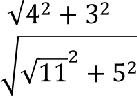 √4² + 3²
√√11² + 5²